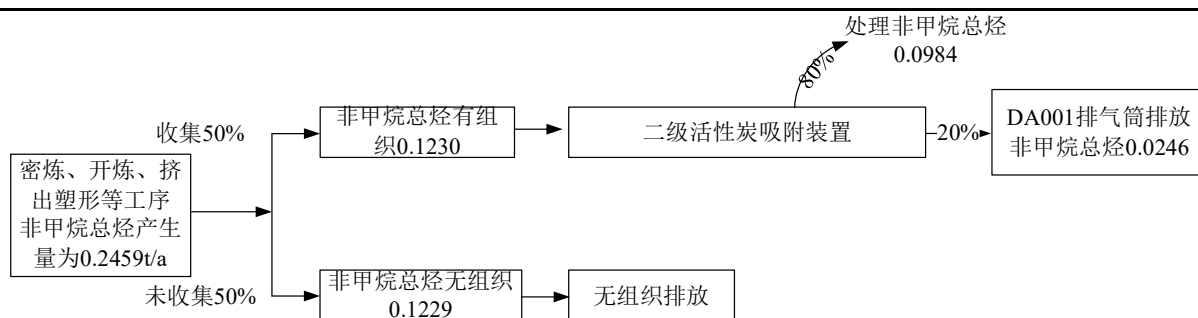 处理非甲烷总烃
0.0984
80%
收集50%
非甲烷总烃有组
织0.1230
二级活性炭吸附装置
20%
DA001排气筒排放
非甲烷总烃0.0246
密炼、开炼、挤
出塑形等工序
非甲烷总烃产生
量为0.2459t/a
未收集50%
非甲烷总烃无组织
0.1229
无组织排放